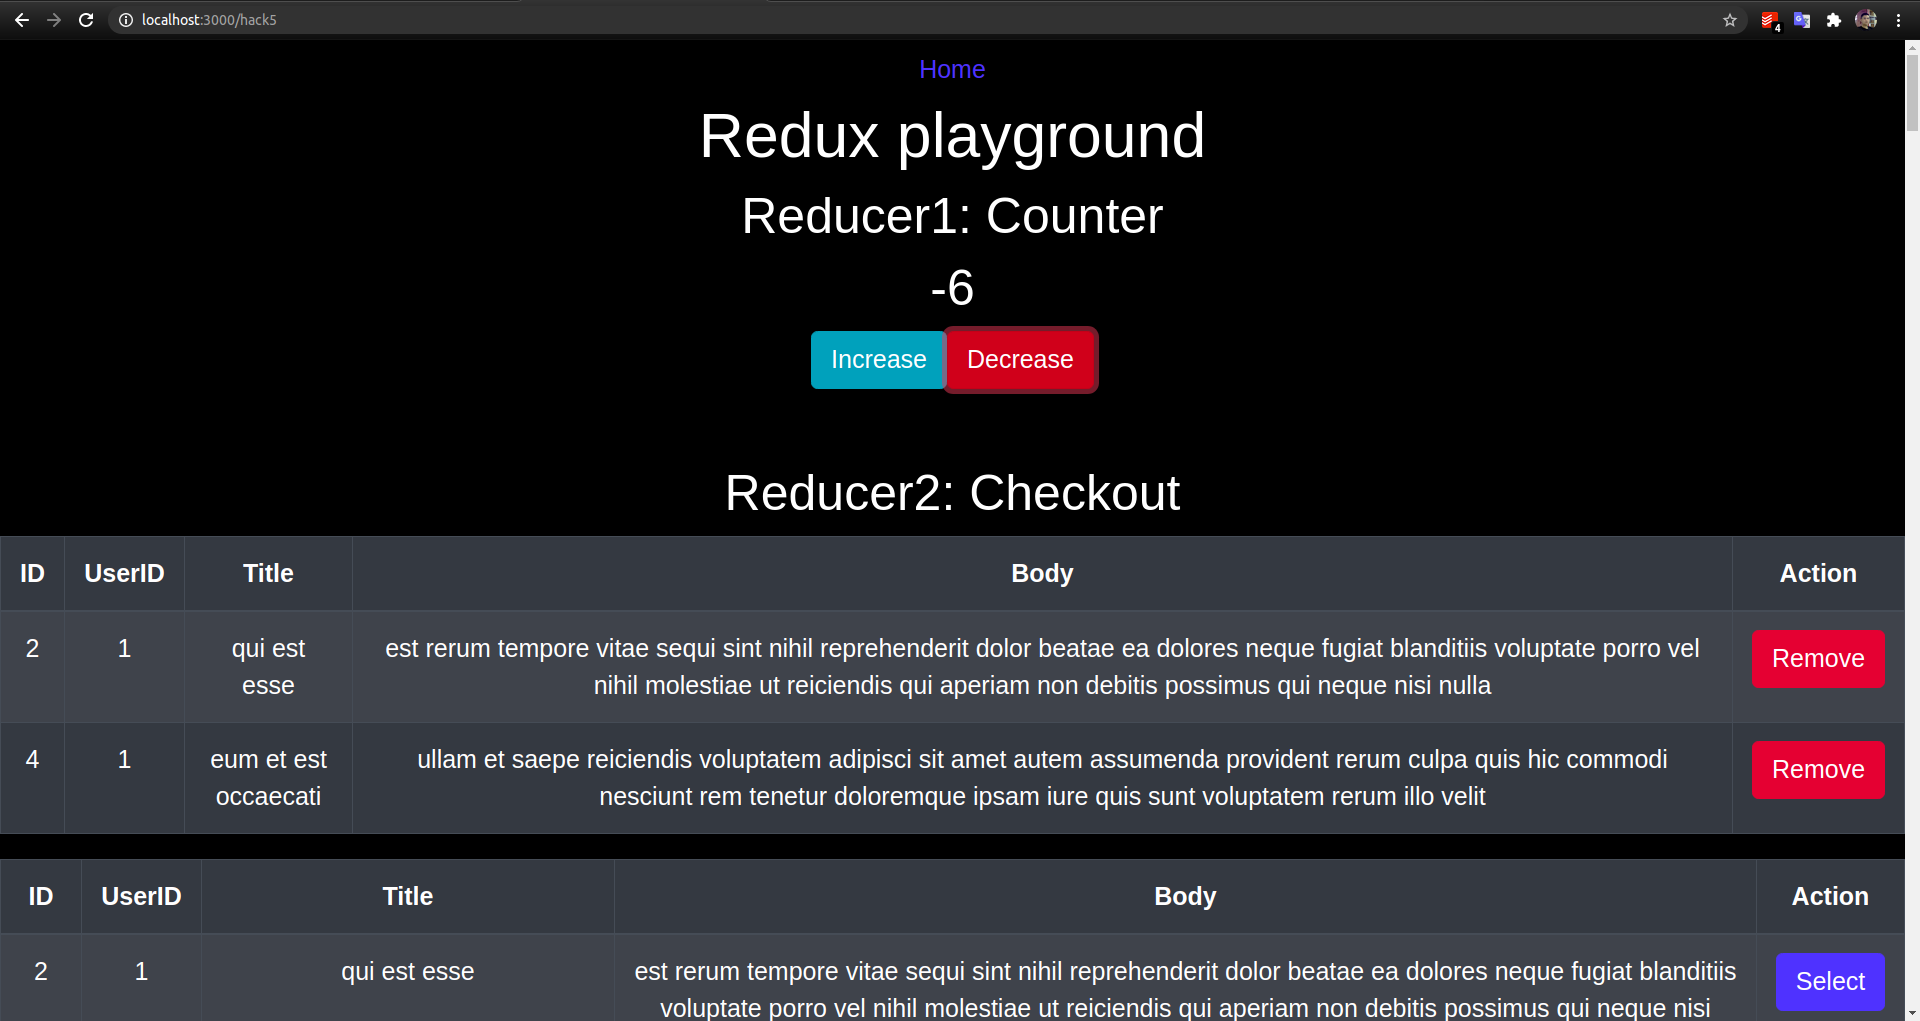 localhost:3000/hack5
4
Home
Redux playground
Reducer1: Counter
-6
Increase Decrease
Reducer2: Checkout
ID UserID Title Body Action
2 1 qui est esse est rerum tempore vitae sequi sint nihil reprehenderit dolor beatae ea dolores neque fugiat blanditiis voluptate porro vel Remove
nihil molestiae ut reiciendis qui aperiam non debitis possimus qui neque nisi nulla
4 1 eum et est occaecati ullam et saepe reiciendis voluptatem adipisci sit amet autem assumenda provident rerum culpa quis hic commodi Remove
nesciunt rem tenetur doloremque ipsam iure quis sunt voluptatem rerum illo velit
ID UserID Title Body Action
2 1 qui est esse est rerum tempore vitae sequi sint nihil reprehenderit dolor beatae ea dolores neque fugiat blanditiis Select
voluptate porro vel nihil molestiae ut reiciendis qui aperiam non debitis possimus qui neque nisi